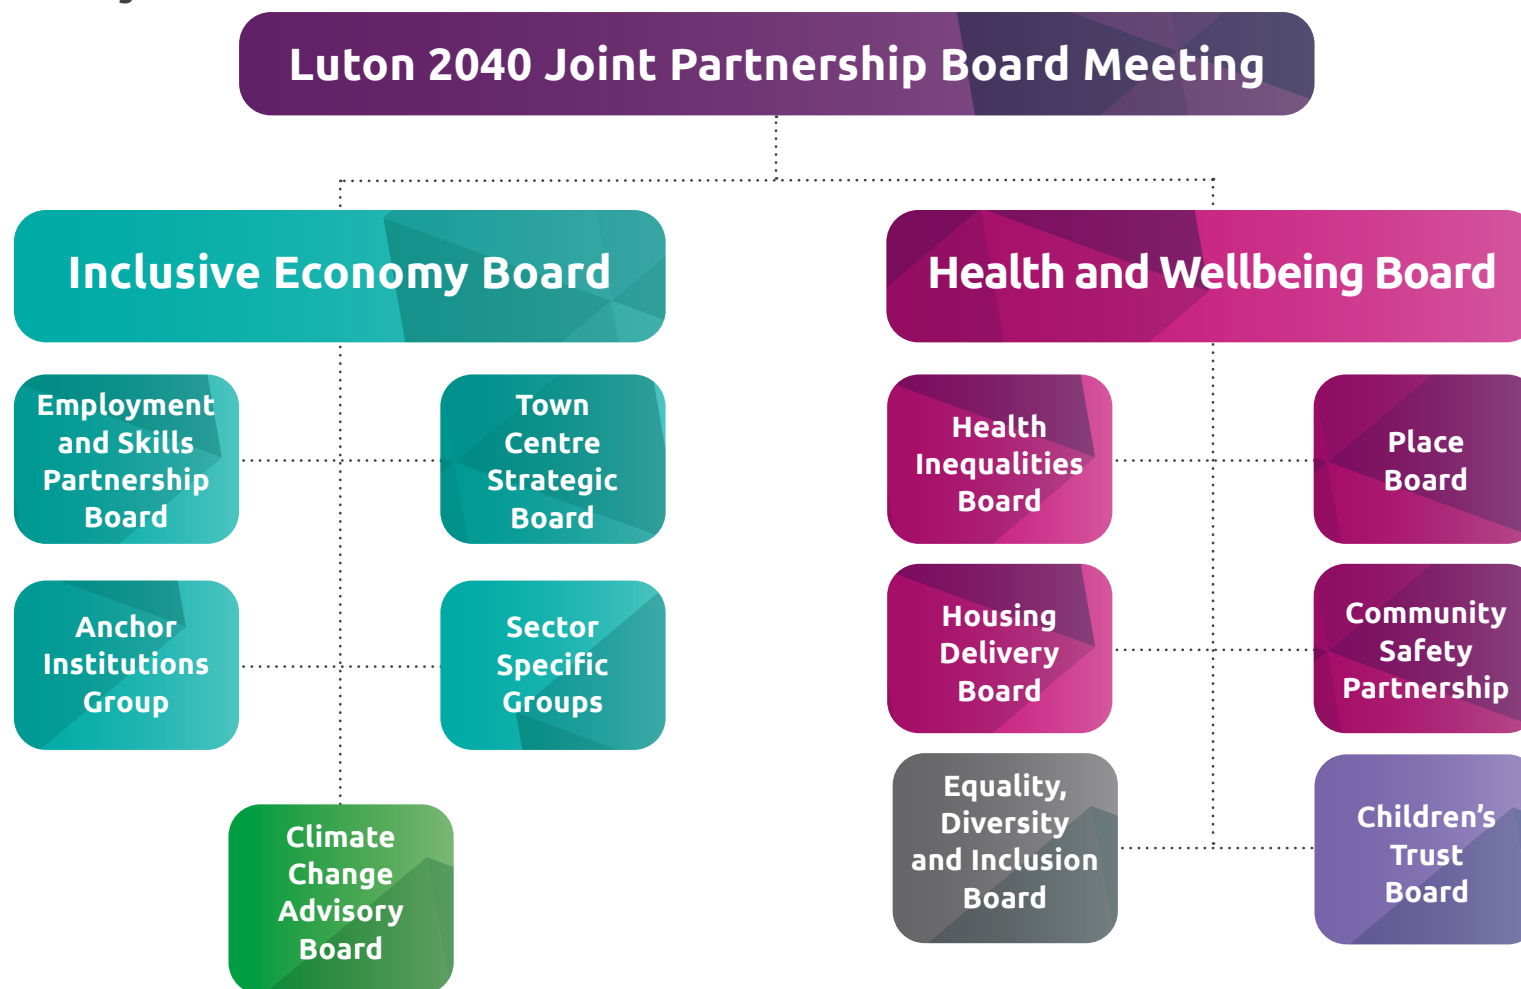 Luton 2040 Joint Partnership Board Meeting
Inclusive Economy Board
Health and Wellbeing Board
Employment
and Skills
Partnership
Board
Town
Centre
Strategic
Board
Health
Inequalities
Board
Place
Board
Anchor
Institutions
Group
Sector
Specific
Groups
Housing
Delivery
Board
Community
Safety
Partnership
Climate
Change
Advisory
Board
Equality,
Diversity
and Inclusion
Board
Children’s
Trust
Board